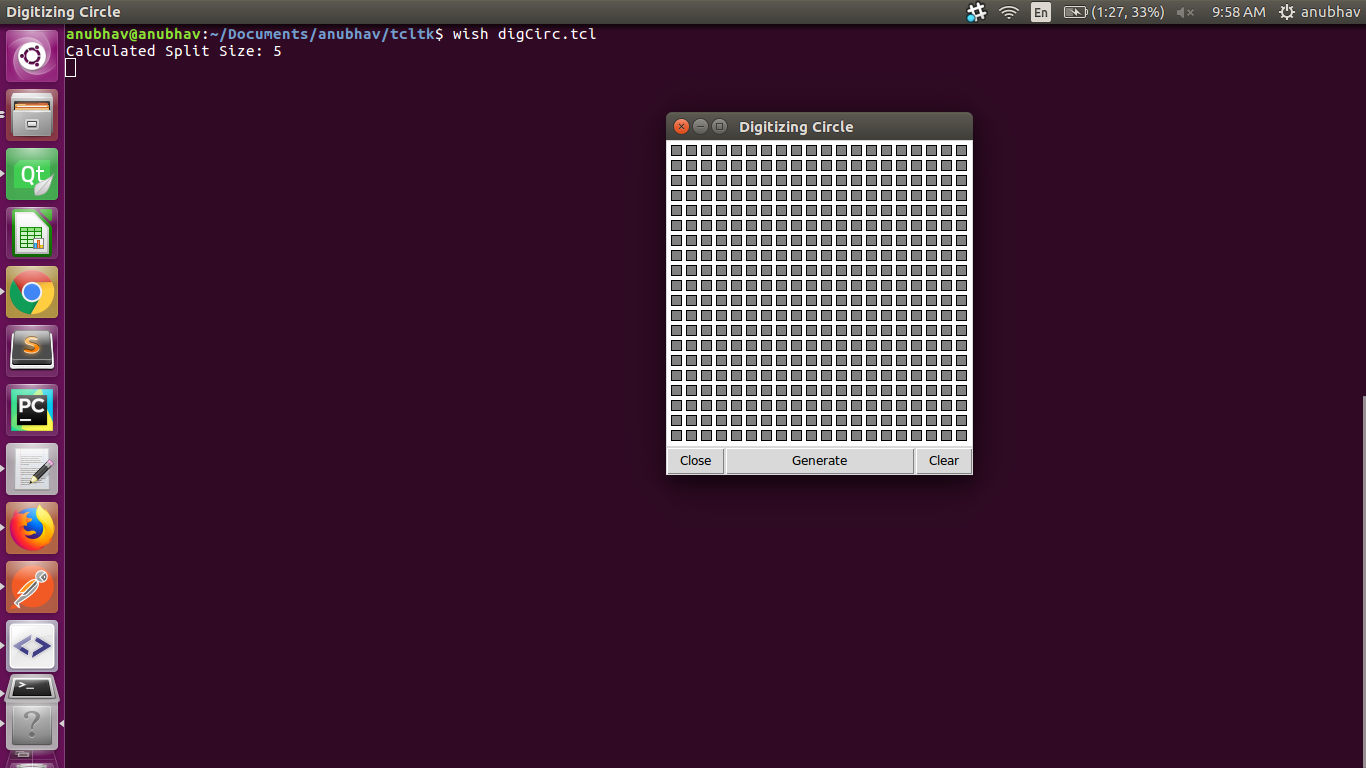 Digitizing Circle
En
(1:27, 33%)
9:58 AM
anubhav
anubhav@anubhav:~/Documents/anubhav/tcltk$ wish digCirc.tcl
Calculated Split Size: 5
Digitizing Circle
Close
Generate
Clear
Qt
S
PC
<>
>_
?